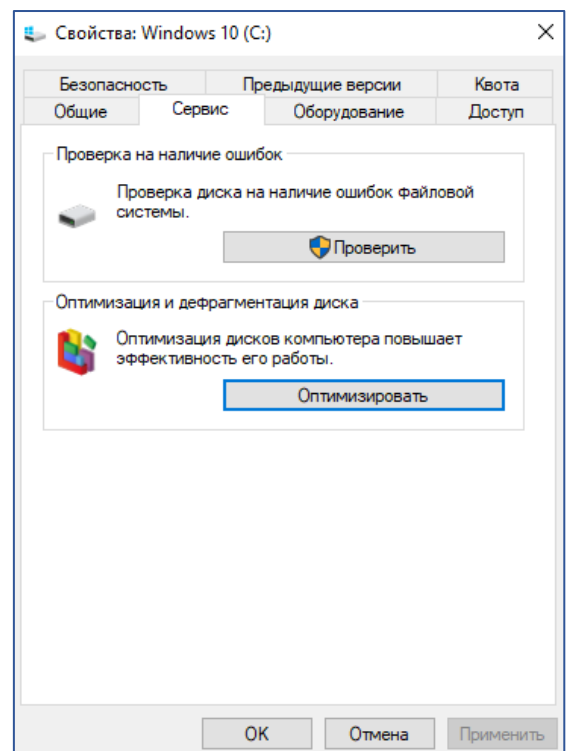 Свойства: Windows 10 (C:)
Безопасность Предыдущие версии Квота
Общие Сервис Оборудование Доступ
Проверка на наличие ошибок
Проверка диска на наличие ошибок файловой
системы.
Проверить
Оптимизация и дефрагментация диска
Оптимизация дисков компьютера повышает
эффективность его работы.
Оптимизировать
OK Отмена Применить